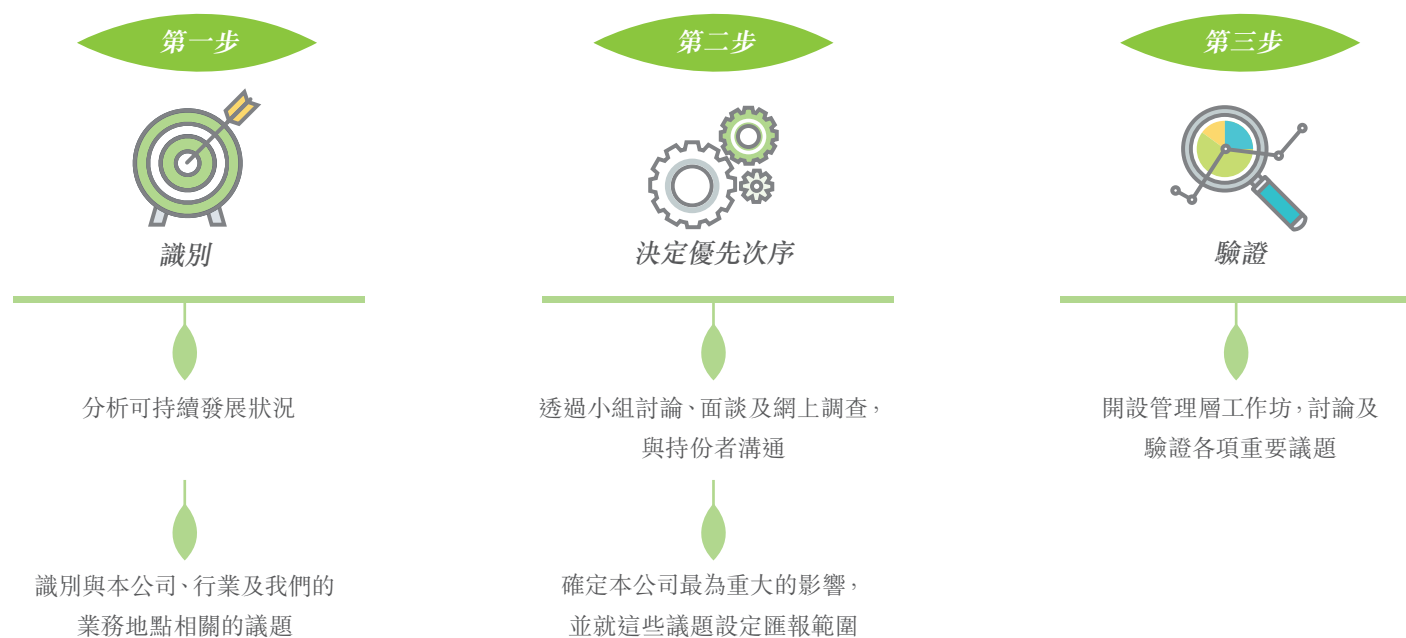 第一步
識別
分析可持續發展狀況
識別與本公司、行業及我們的
業務地點相關的議題
第二步
決定優先次序
透過小組討論、面談及網上調查，
與持份者溝通
確定本公司最為重大的影響，
並就這些議題設定匯報範圍
第三步
驗證
開設管理層工作坊，討論及
驗證各項重要議題